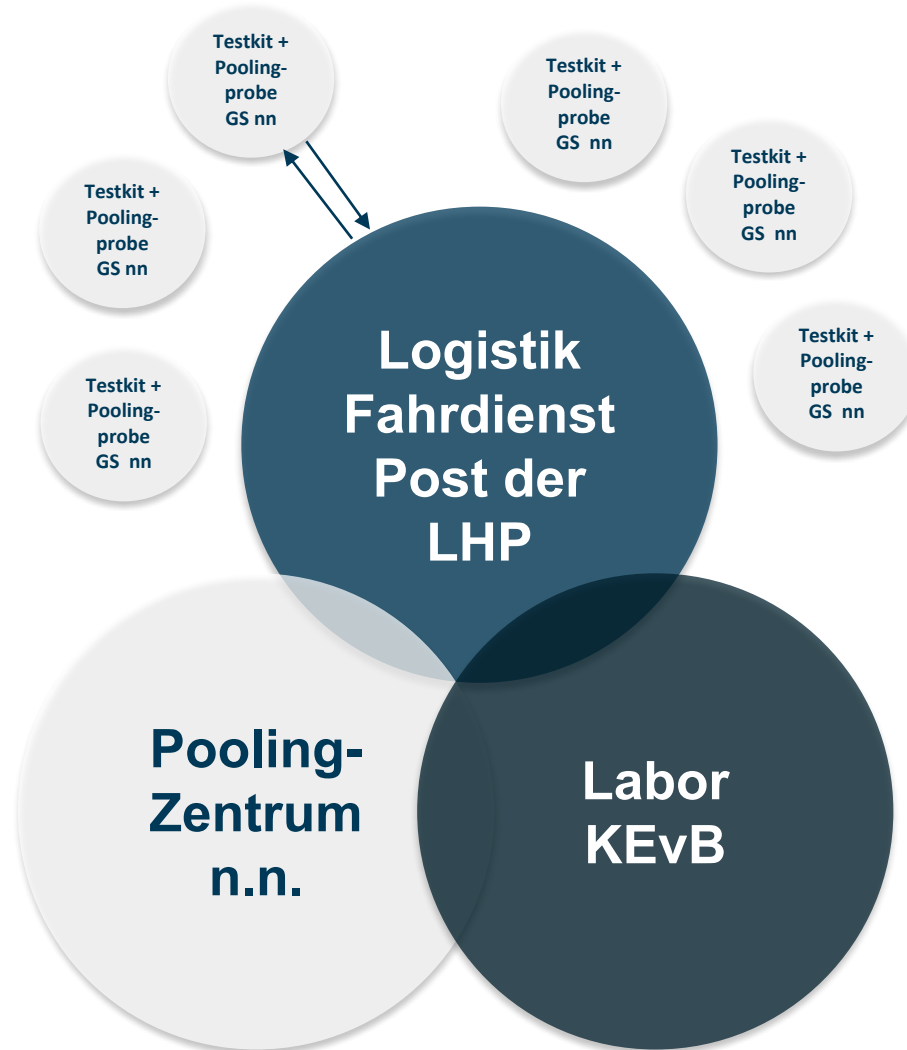 Testkit +
Pooling-
probe
GS nn
Testkit +
Pooling-
probe
GS  nn
Testkit +
Pooling-
probe
GS  nn
Testkit +
Pooling-
probe
GS nn
Testkit +
Pooling-
probe
GS  nn
Testkit +
Pooling-
probe
GS  nn
Logistik
Fahrdienst
Post der
LHP
Pooling-
Zentrum
n.n.
Labor
KEvB